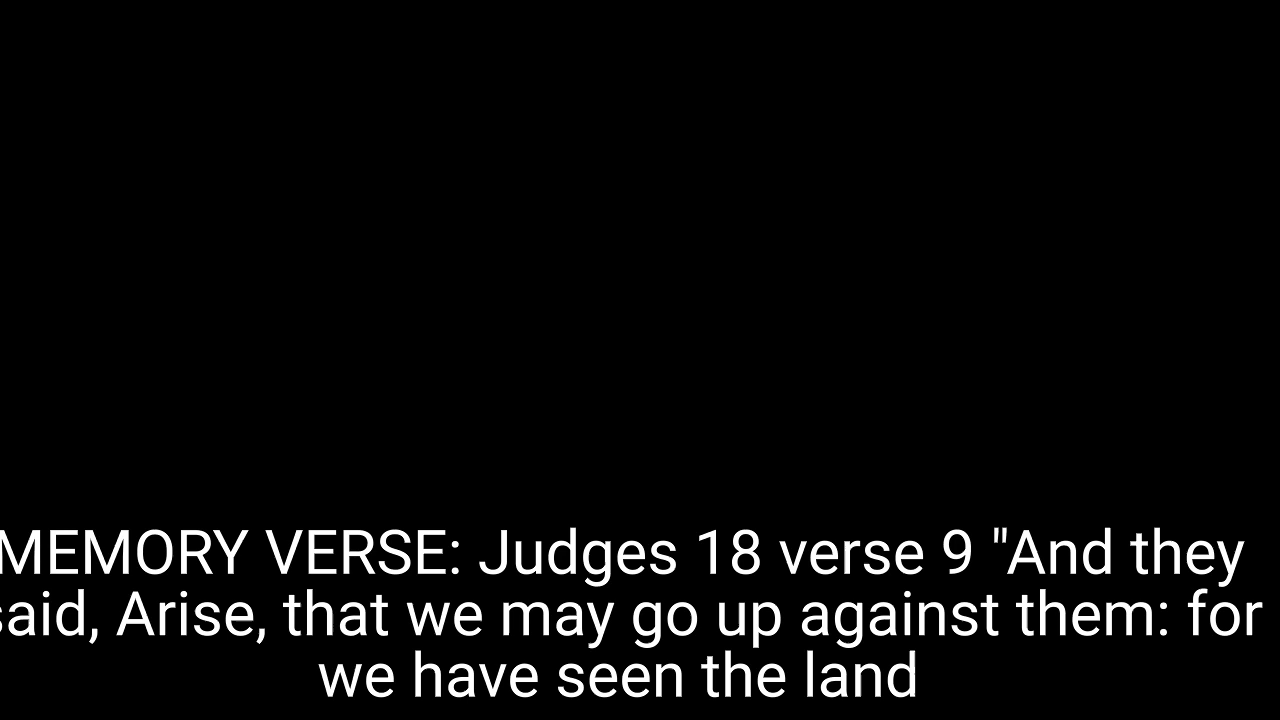 MEMORY VERSE: Judges 18 verse 9 "And they
said, Arise, that we may go up against them: for
we have seen the land